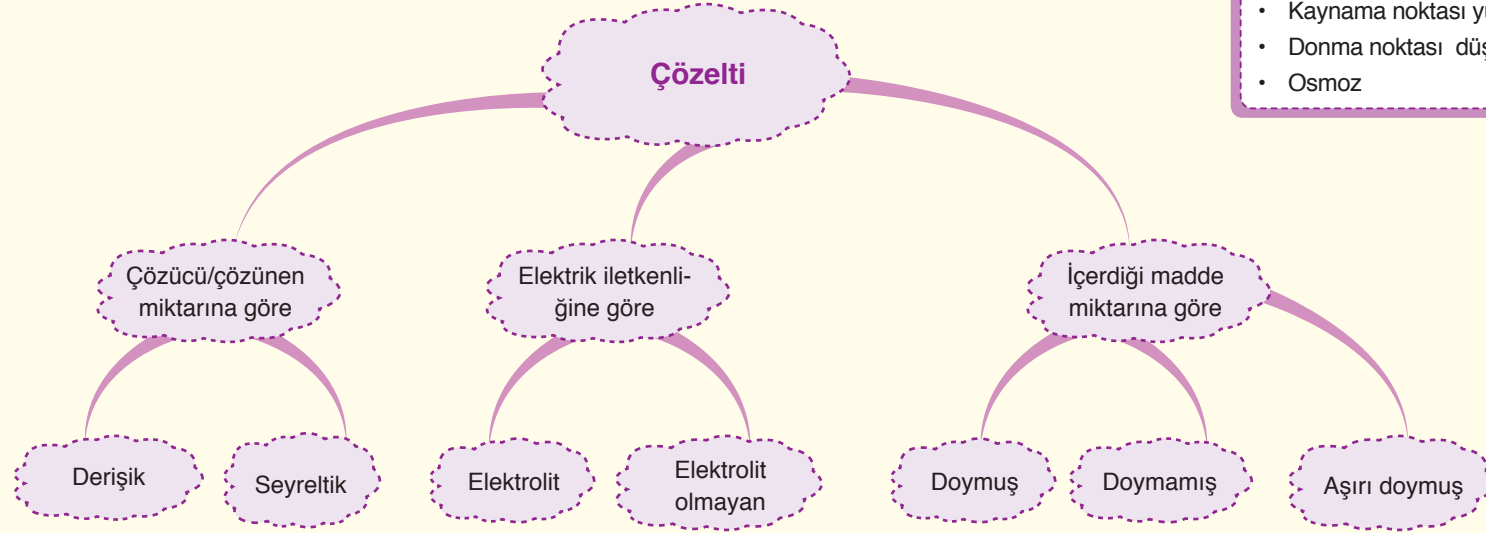 • Kaynama noktası
• Donma noktası
• Osmoz
Çözelti
Çözücü/çözünen
miktarına göre
Elektrik iletkenli-
ğine göre
İçerdiği madde
miktarına göre
Derişik
Seyreltik
Elektrolit
Elektrolit
olmayan
Doymuş
Doymamış
Aşırı doymuş